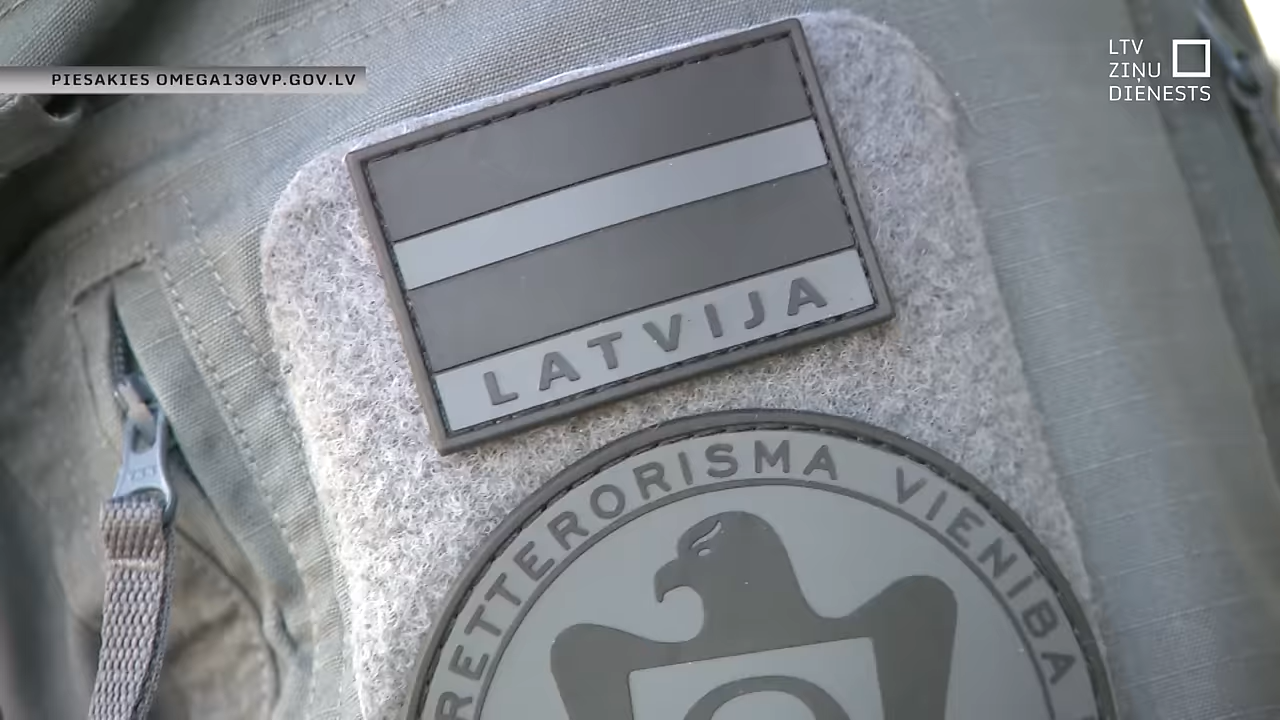 PIESAKIES OMEGA13@VP.GOV.LV
LTV
ZIŅU
DIENESTS
LATVIJA
RETTERORISMA VIENĪBA